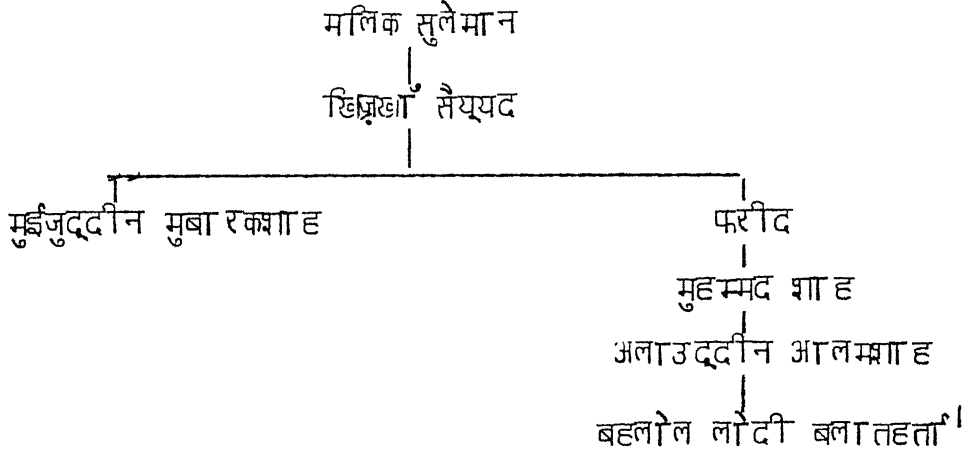 मलिक सुलेमान
खिज़्रखाँ सैय्यद
मुईजुद्दीन मुबारकशाह
फरीद
मुहम्मद शाह
अलाउद्दीन आलमशाह
बहलोल लोदी बलातहर्ता ।